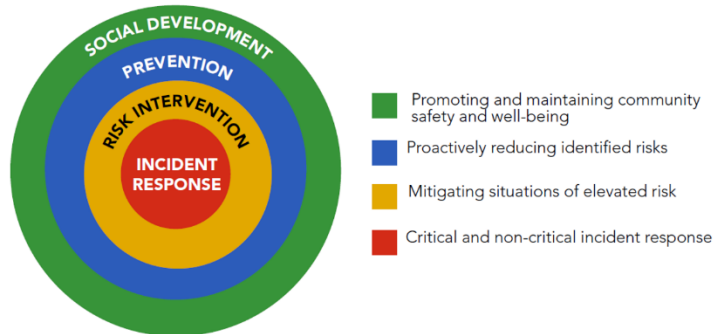 SOCIAL DEVELOPMENT
PREVENTION
RISK INTERVENTION
INCIDENT
RESPONSE
Promoting and maintaining community
safety and well-being
Proactively reducing identified risks
Mitigating situations of elevated risk
Critical and non-critical incident response